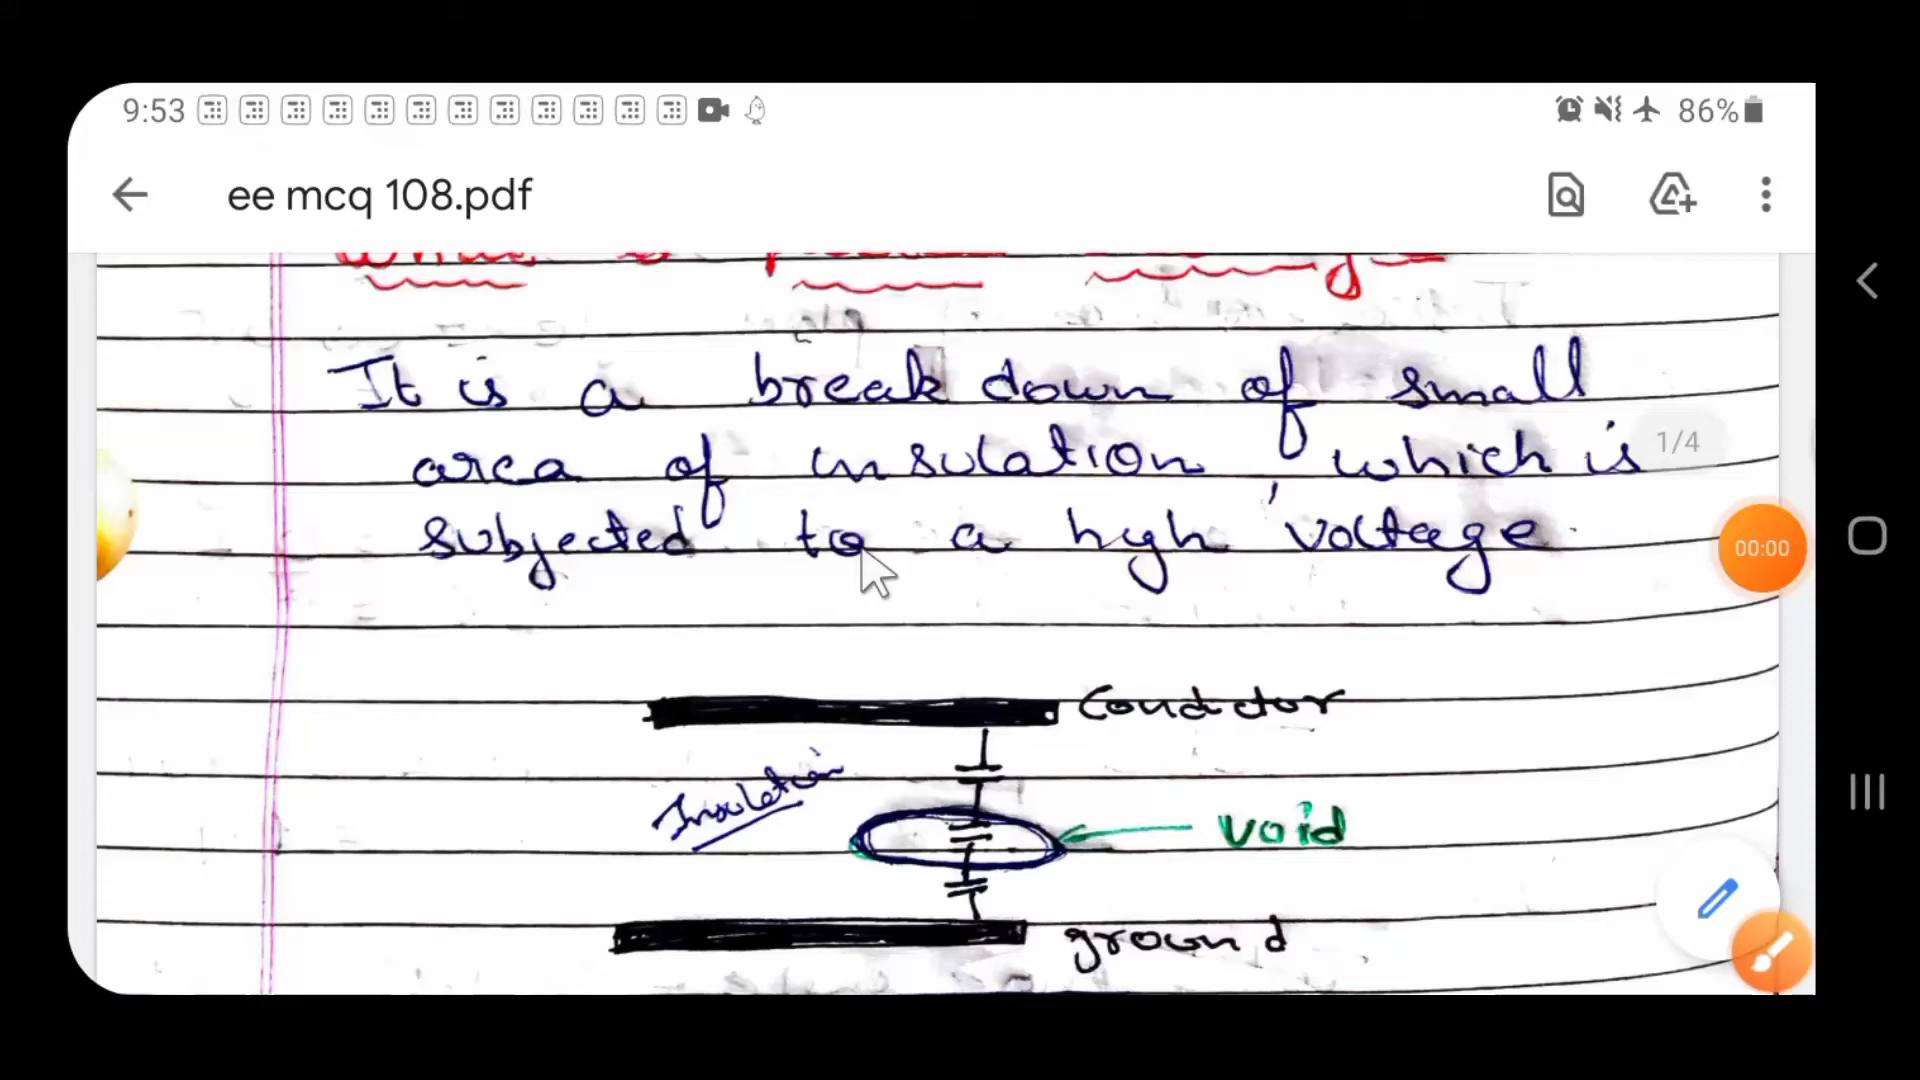 9:53
86%
ee mcq 108.pdf
It is a break down of small
area of insulation which is
1/4
subjected to a high voltage
00:00
Conductor
Insulation
void
ground